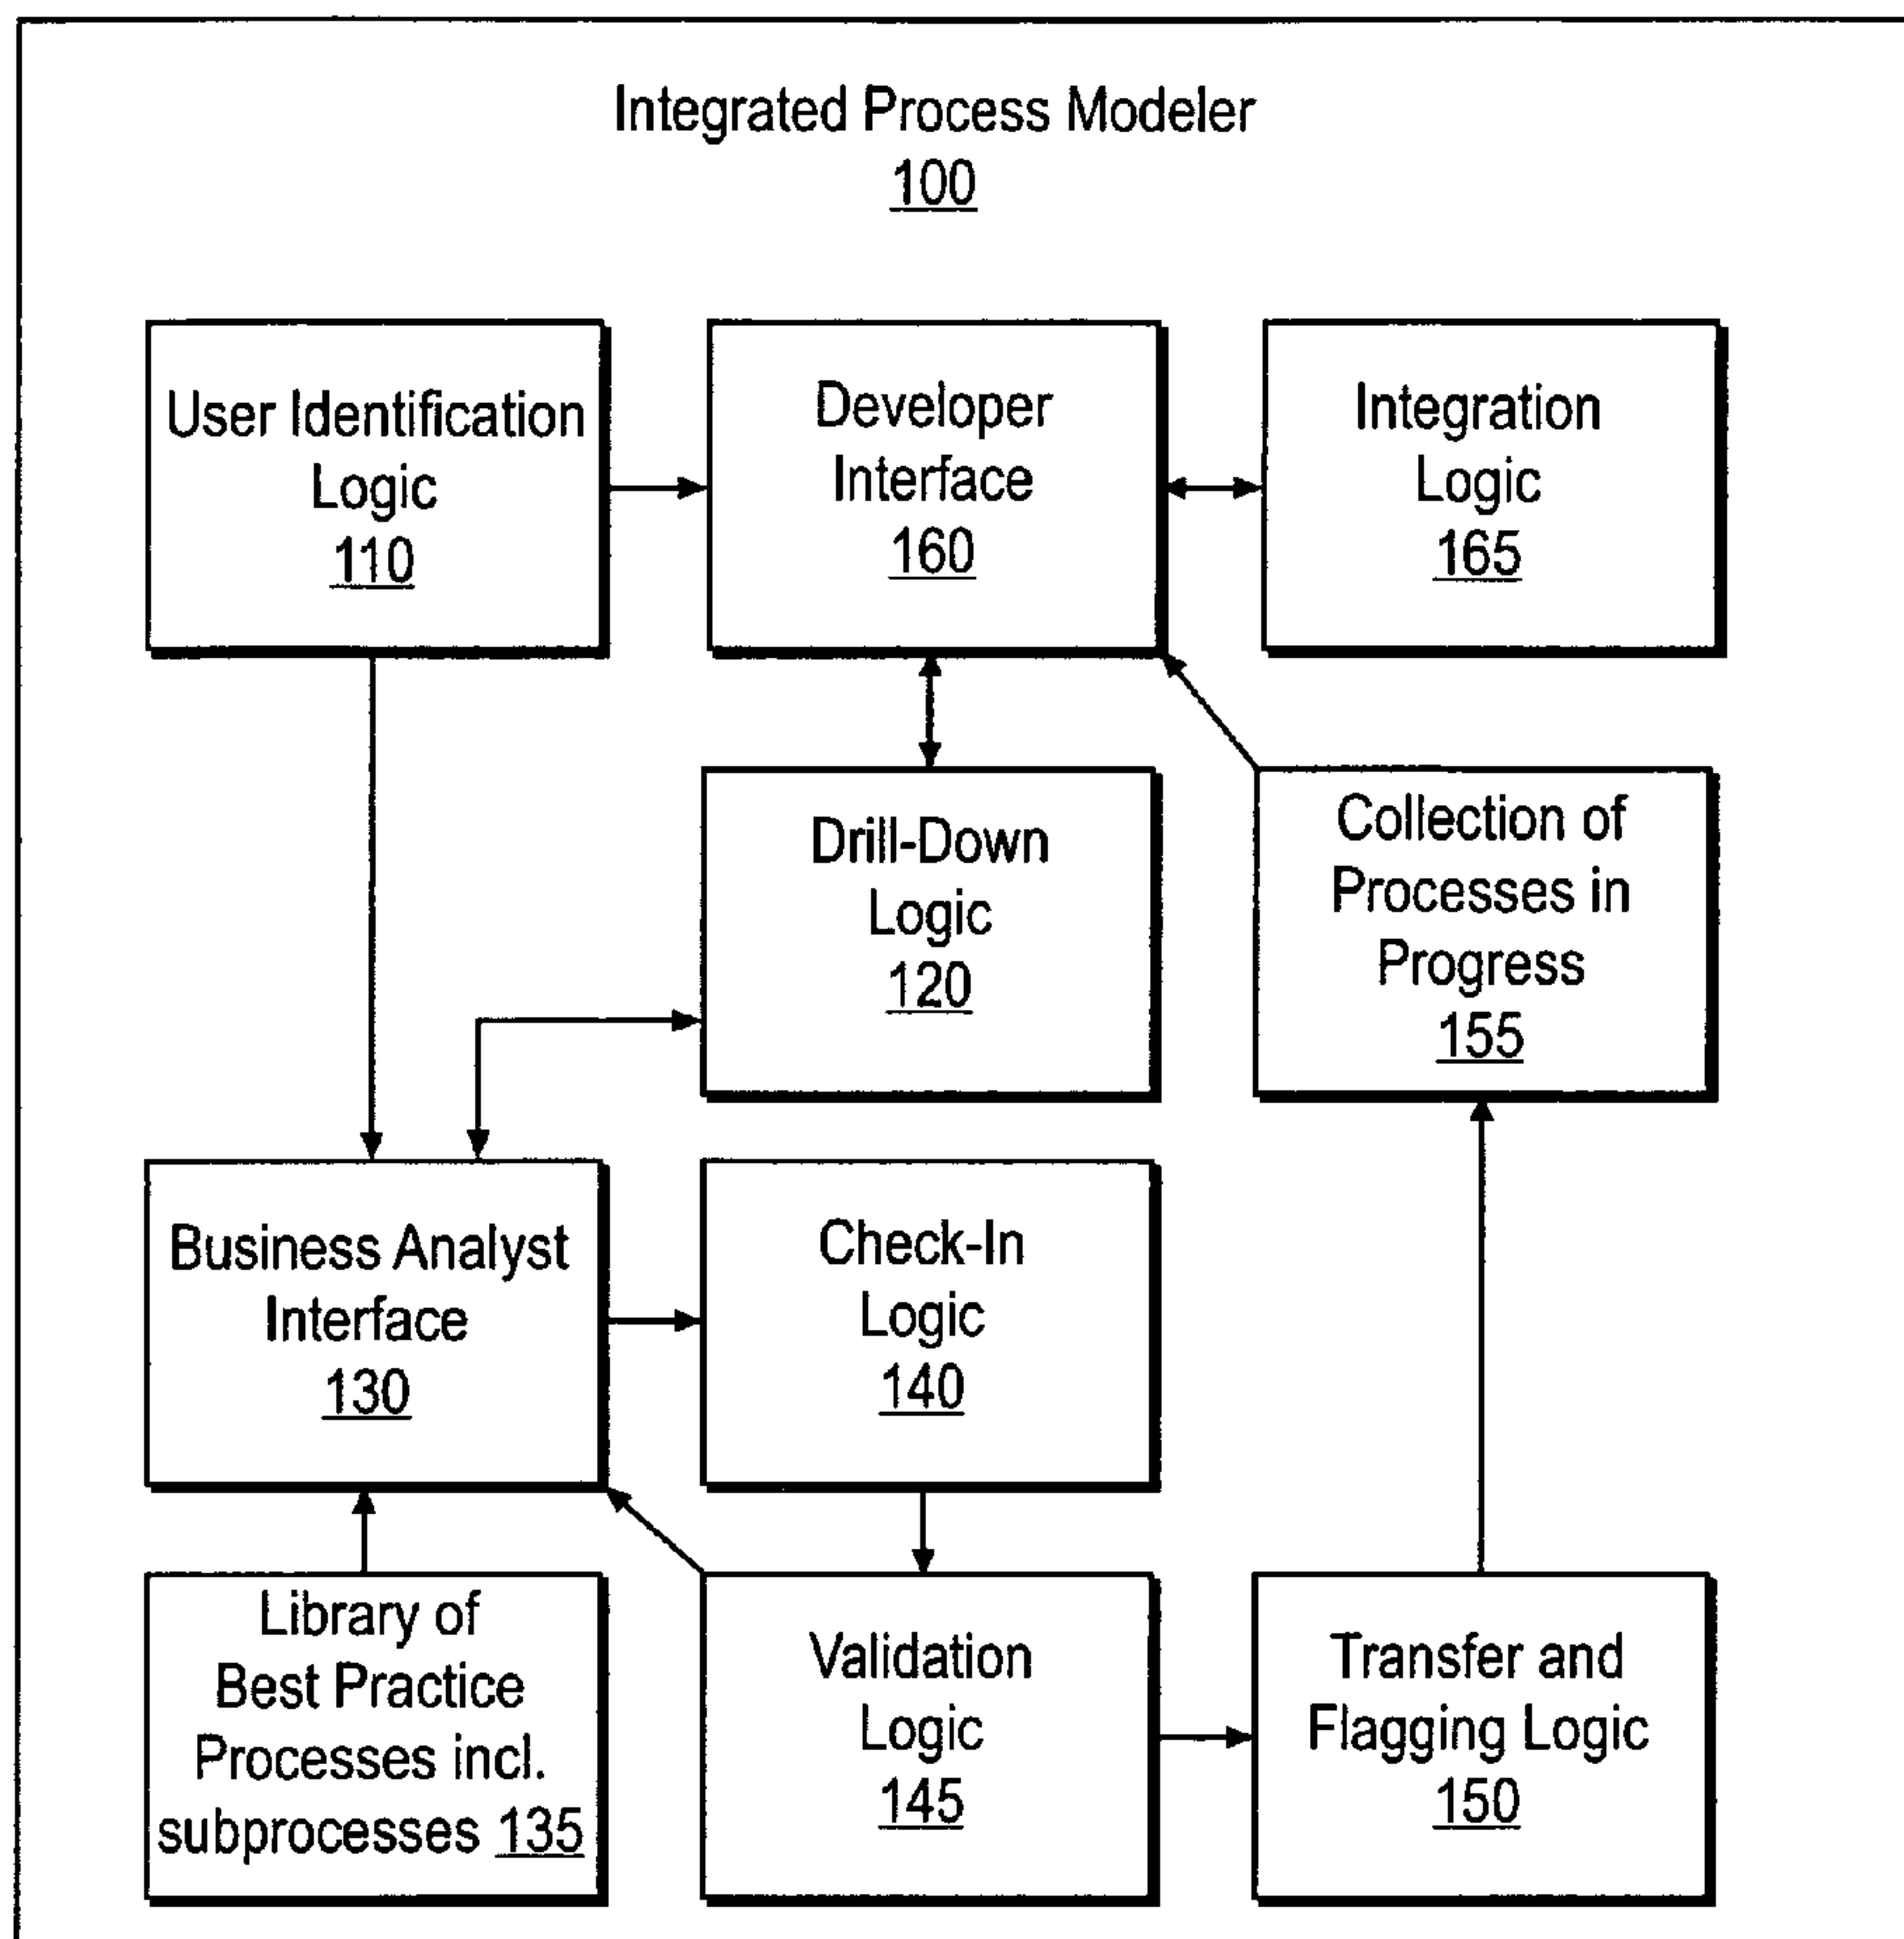 Integrated Process Modeler
100
User Identification
Logic
110
Developer
Interface
160
Integration
Logic
165
Drill-Down
Logic
120
Collection of
Processes in
Progress
155
Business Analyst
Interface
130
Check-In
Logic
140
Library of
Best Practice
Processes incl.
subprocesses 135
Validation
Logic
145
Transfer and
Flagging Logic
150